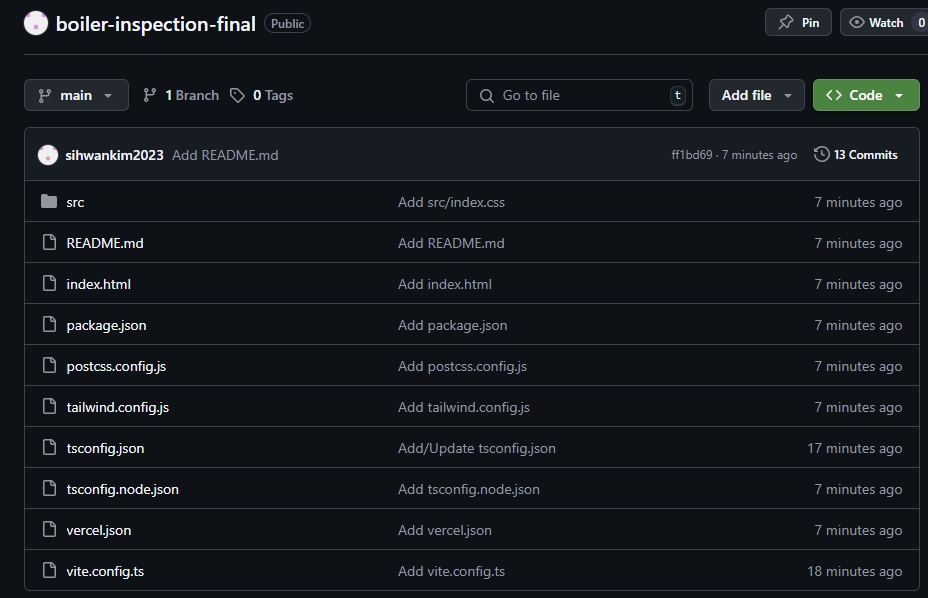 boiler-inspection-final Public Pin Watch 0
main 1 Branch 0 Tags Go to file t Add file Code
sihwankim2023 Add README.md ff1bd69 · 7 minutes ago 13 Commits
src Add src/index.css 7 minutes ago
README.md Add README.md 7 minutes ago
index.html Add index.html 7 minutes ago
package.json Add package.json 7 minutes ago
postcss.config.js Add postcss.config.js 7 minutes ago
tailwind.config.js Add tailwind.config.js 7 minutes ago
tsconfig.json Add/Update tsconfig.json 17 minutes ago
tsconfig.node.json Add tsconfig.node.json 7 minutes ago
vercel.json Add vercel.json 7 minutes ago
vite.config.ts Add vite.config.ts 18 minutes ago